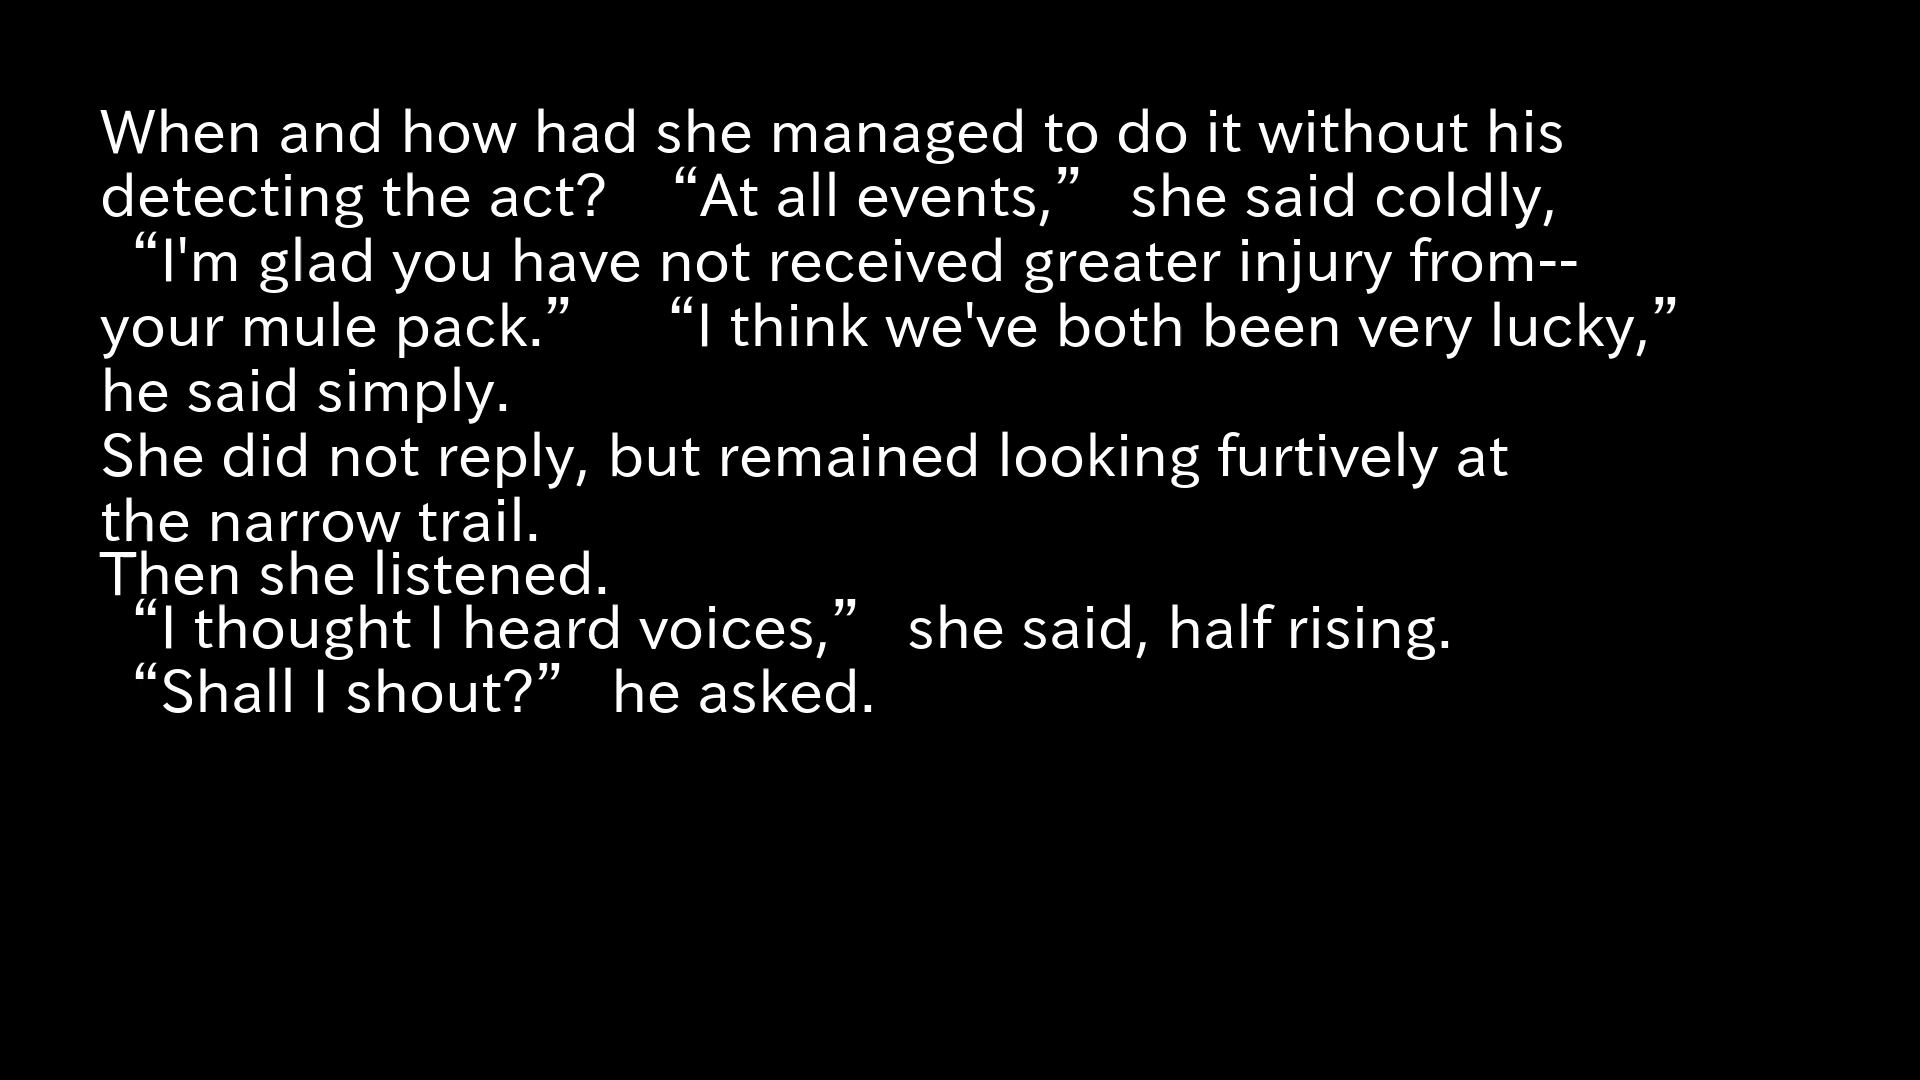 When and how had she managed to do it without his
detecting the act? “At all events,” she said coldly,
“I'm glad you have not received greater injury from--
your mule pack.” “I think we've both been very lucky,”
he said simply.
She did not reply, but remained looking furtively at
the narrow trail.
Then she listened.
“I thought I heard voices,” she said, half rising.
“Shall I shout?” he asked.